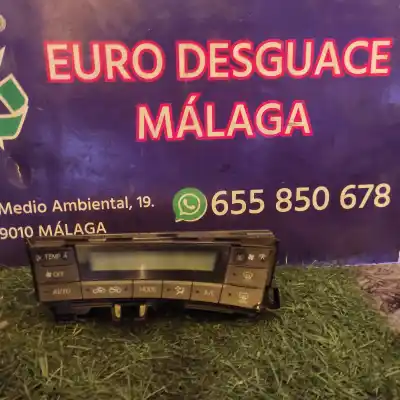 EURO DESGUACE
MÁLAGA
Medio Ambiental, 19.
655 850 678
9010 MÁLAGA
TEMP
OFF
AUTO
MODE
A/C